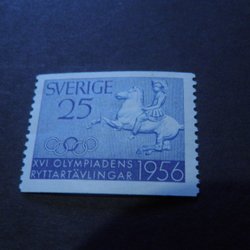 SVERIGE
25
XVI OLYMPIADENS
RYTTARTÄVLINGAR 1956